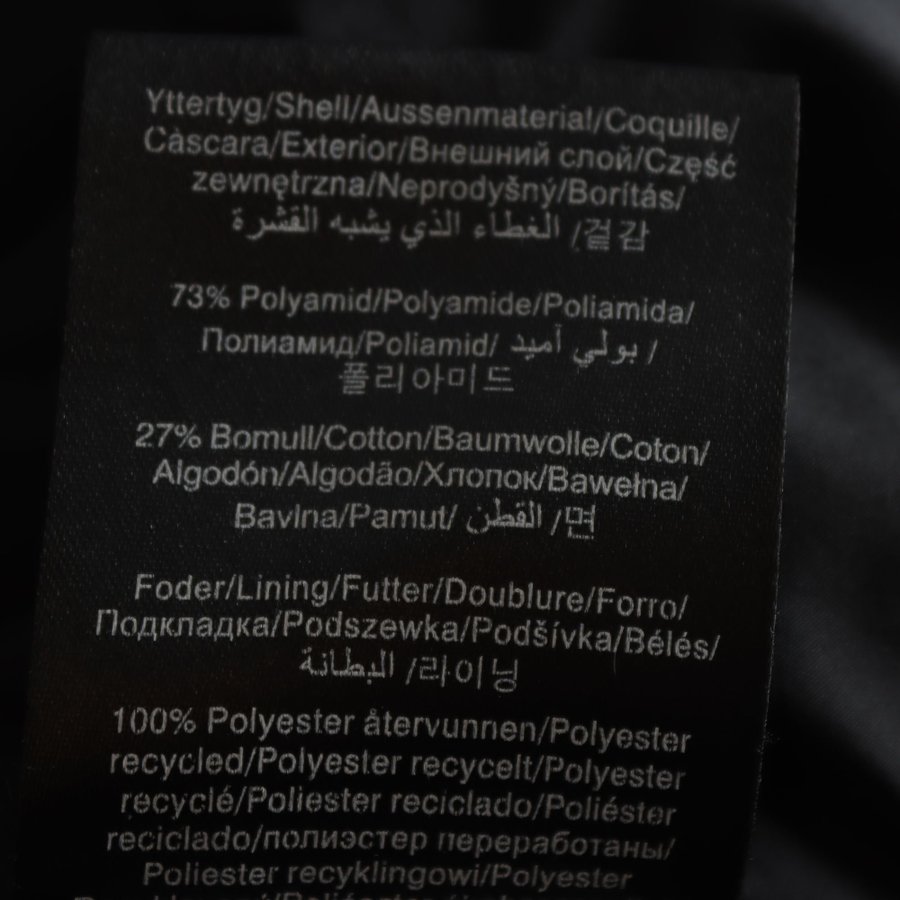 Yttertyg/Shell/Aussenmaterial/Coquille/
Càscara/Exterior/Внешний слой/Część
zewnętrzna/Neprodyšný/Borítás/
الغطاء الذي يشبه القشرة /겉감
73% Polyamid/Polyamide/Poliamida/
Полиамид/Poliamid/ بولي أميد /
폴리아미드
27% Bomull/Cotton/Baumwolle/Coton/
Algodón/Algodão/Хлопок/Bawełna/
Bavlna/Pamut/ القطن /면
Foder/Lining/Futter/Doublure/Forro/
Подкладка/Podszewka/Podšívka/Bélés/
البطانة /라이닝
100% Polyester återvunnen/Polyester
recycled/Polyester recycelt/Polyester
recyclé/Poliester reciclado/Poliéster
reciclado/полиэстер переработаны/
Poliester recyklingowi/Polyester